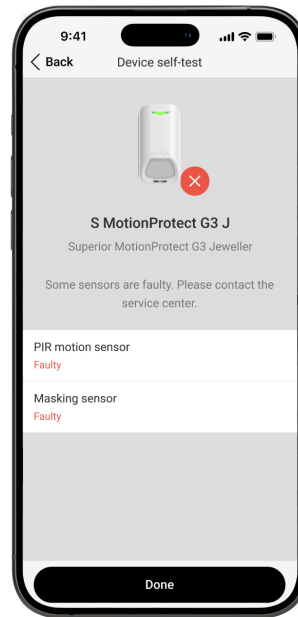 9:41
Back
Device self-test
S MotionProtect G3 J
Superior MotionProtect G3 Jeweller
Some sensors are faulty. Please contact the
service center.
PIR motion sensor
Faulty
Masking sensor
Faulty
Done